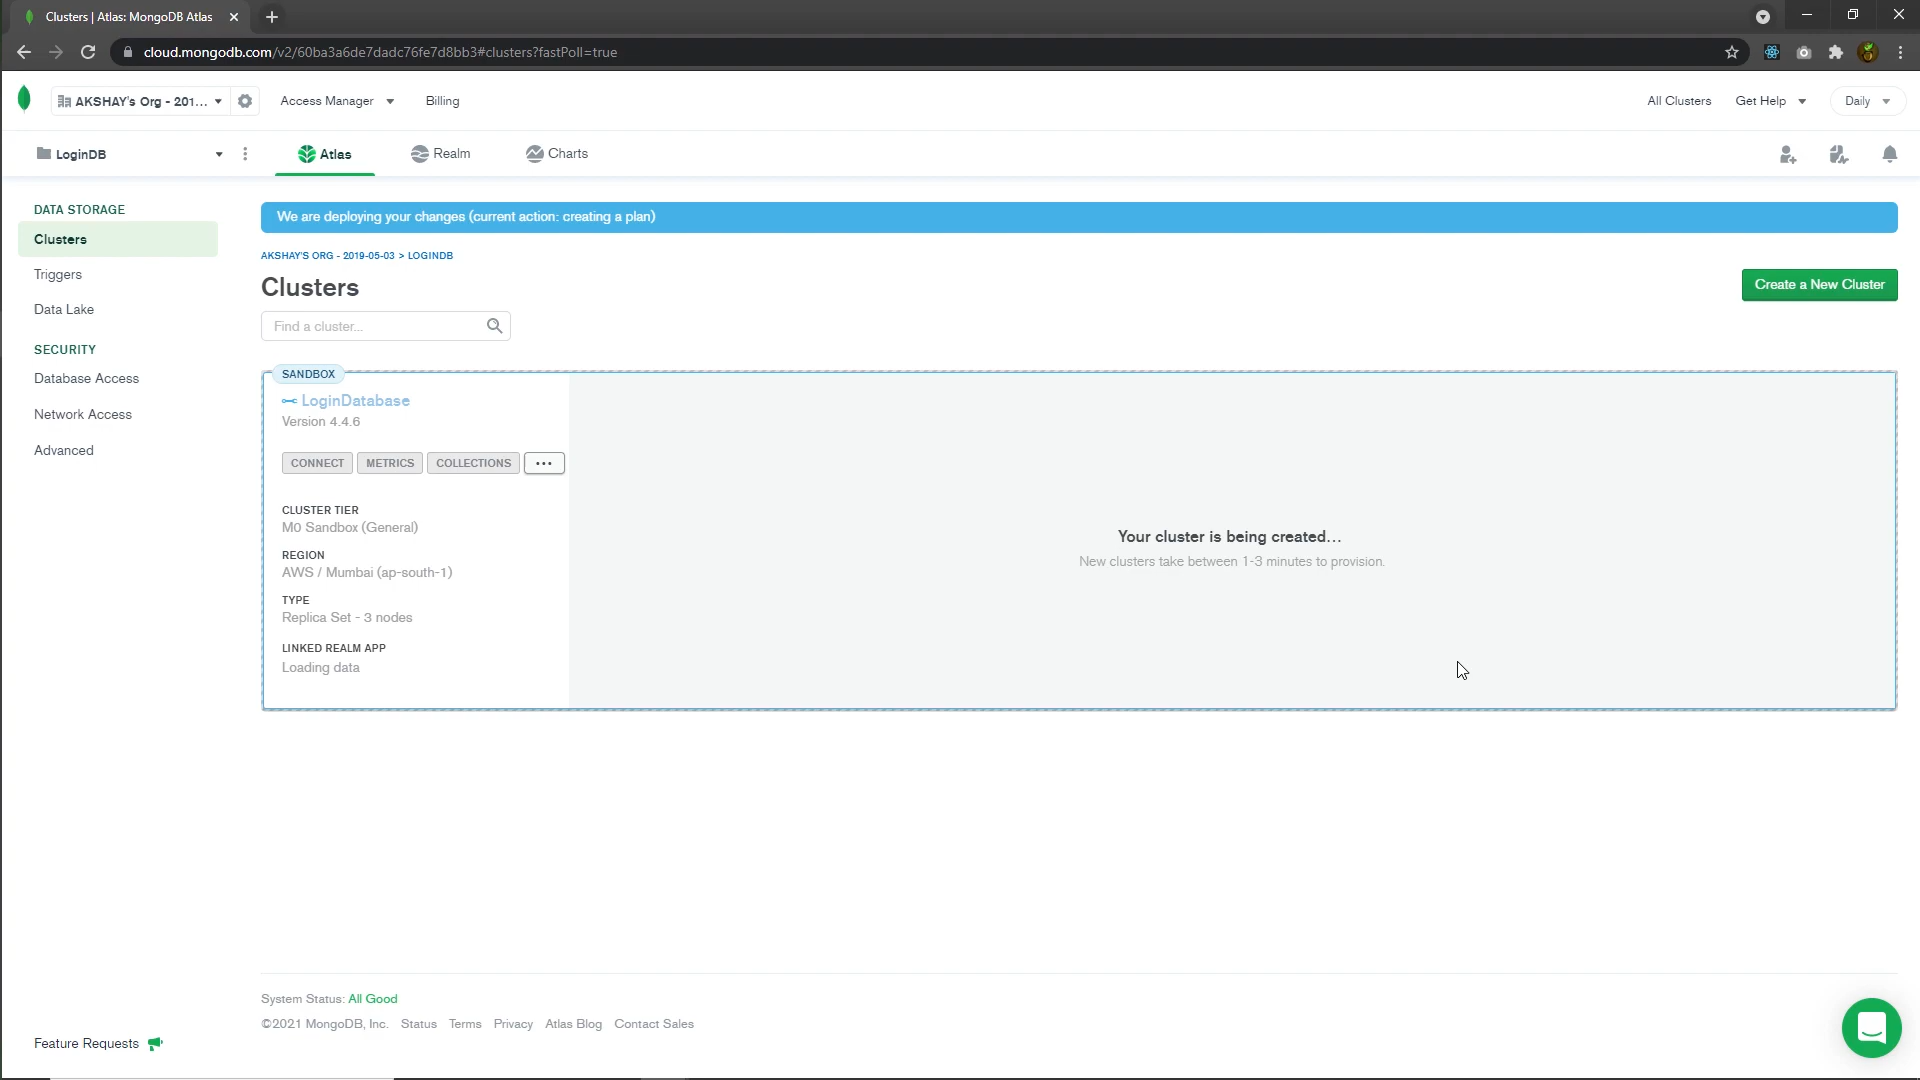 Clusters | Atlas: MongoDB Atlas
cloud.mongodb.com/v2/60ba3a6de7dadc76fe7d8bb3#clusters?fastPoll=true
AKSHAY's Org - 201...
Access Manager
Billing
All Clusters
Get Help
Daily
LoginDB
Atlas
Realm
Charts
DATA STORAGE
Clusters
Triggers
Data Lake
SECURITY
Database Access
Network Access
Advanced
We are deploying your changes (current action: creating a plan)
AKSHAY'S ORG - 2019-05-03 > LOGINDB
Clusters
Create a New Cluster
Find a cluster...
SANDBOX
LoginDatabase
Version 4.4.6
CONNECT
METRICS
COLLECTIONS
...
CLUSTER TIER
M0 Sandbox (General)
REGION
AWS / Mumbai (ap-south-1)
TYPE
Replica Set - 3 nodes
LINKED REALM APP
Loading data
Your cluster is being created...
New clusters take between 1-3 minutes to provision.
System Status: All Good
©2021 MongoDB, Inc. Status Terms Privacy Atlas Blog Contact Sales
Feature Requests